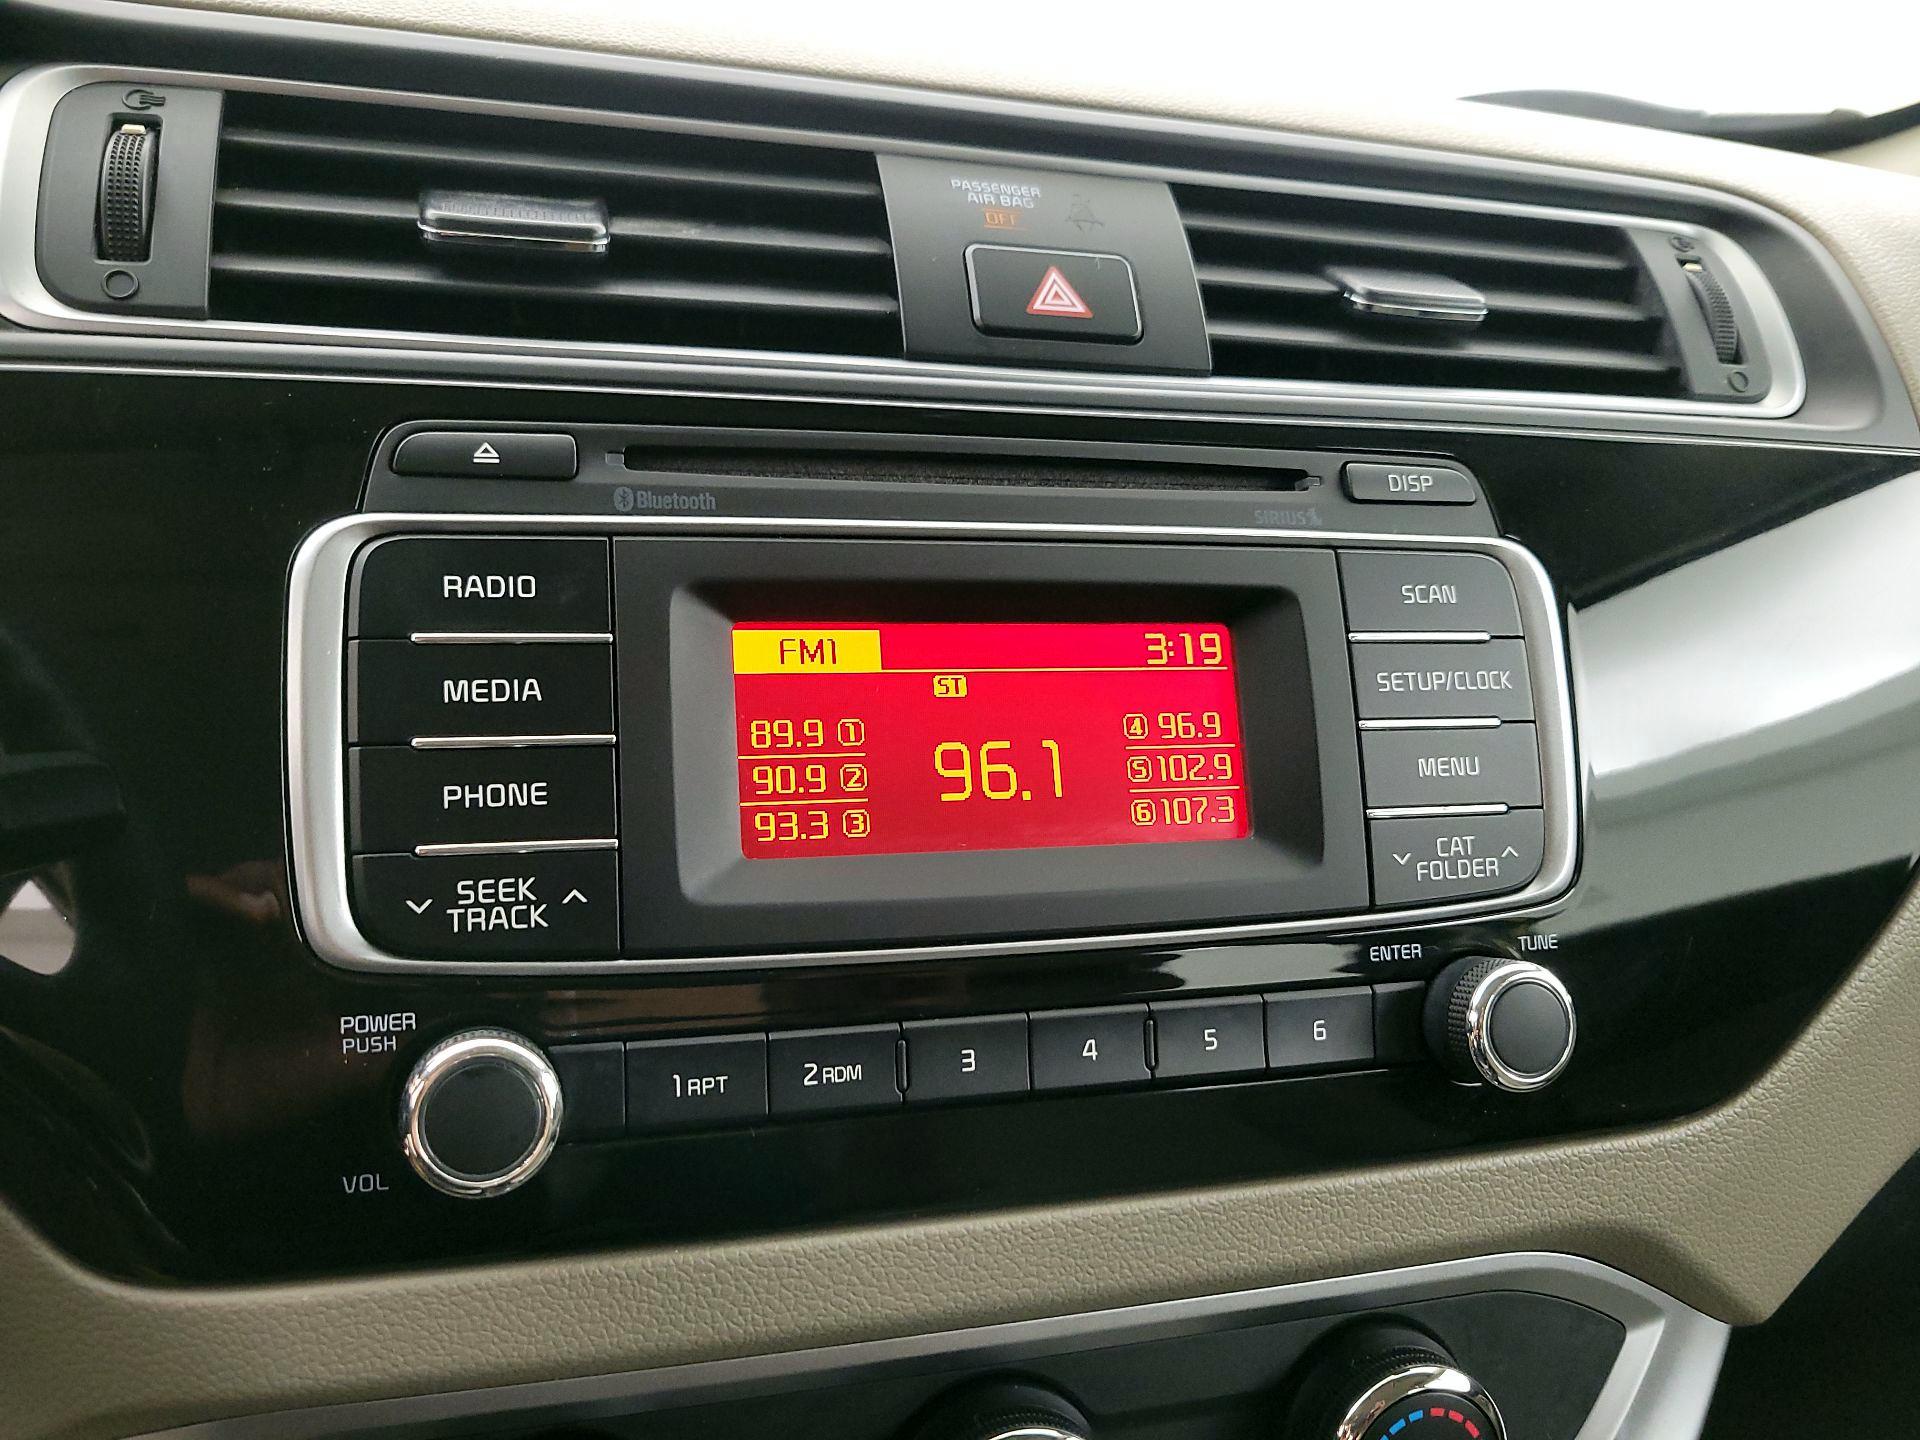 PASSENGER
AIR BAG
OFF
DISP
Bluetooth
SIRIUS
RADIO
MEDIA
PHONE
SEEK
TRACK
FM1 3:19
ST
89.9 1
90.9 2
93.3 3
96.1
4 96.9
5 102.9
6 107.3
SCAN
SETUP/CLOCK
MENU
CAT
FOLDER
ENTER TUNE
POWER
PUSH
VOL
1 RPT 2 RDM 3 4 5 6